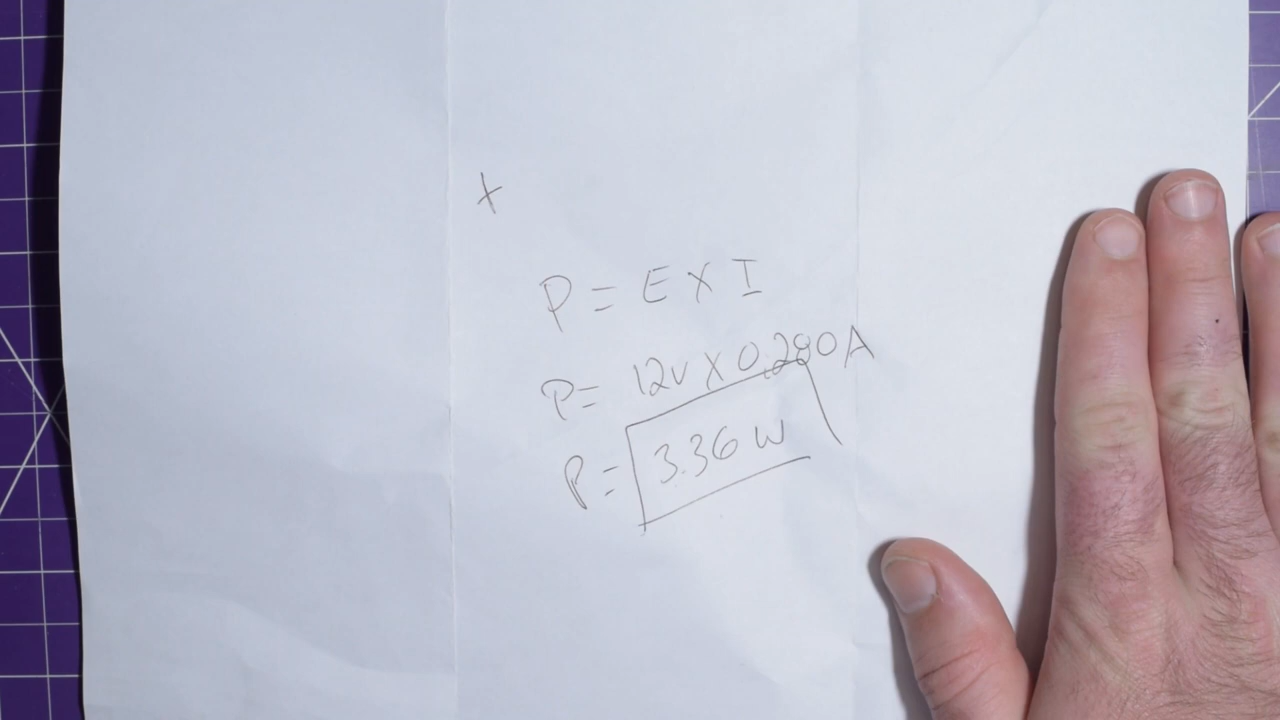 +
P = E X I
P = 12v X 0.280A
P = 3.36 W